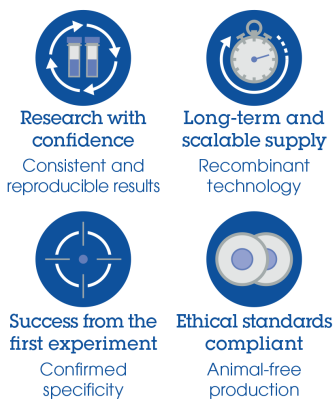 Research with
confidence
Consistent and
reproducible results
Long-term and
scalable supply
Recombinant
technology
Success from the
first experiment
Confirmed
specificity
Ethical standards
compliant
Animal-free
production